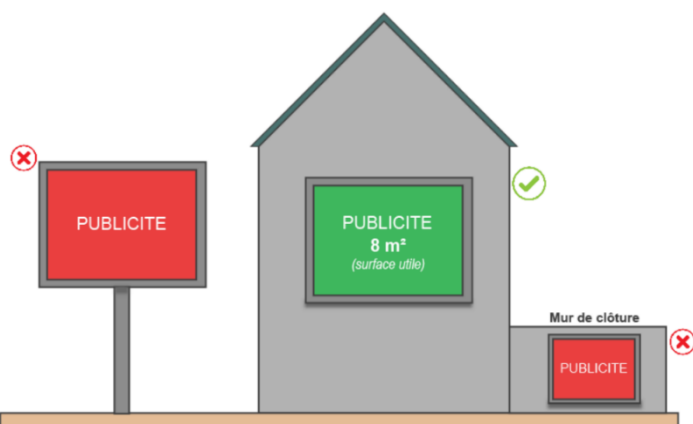 PUBLICITE
PUBLICITE
8 m²
(surface utile)
Mur de clôture
PUBLICITE